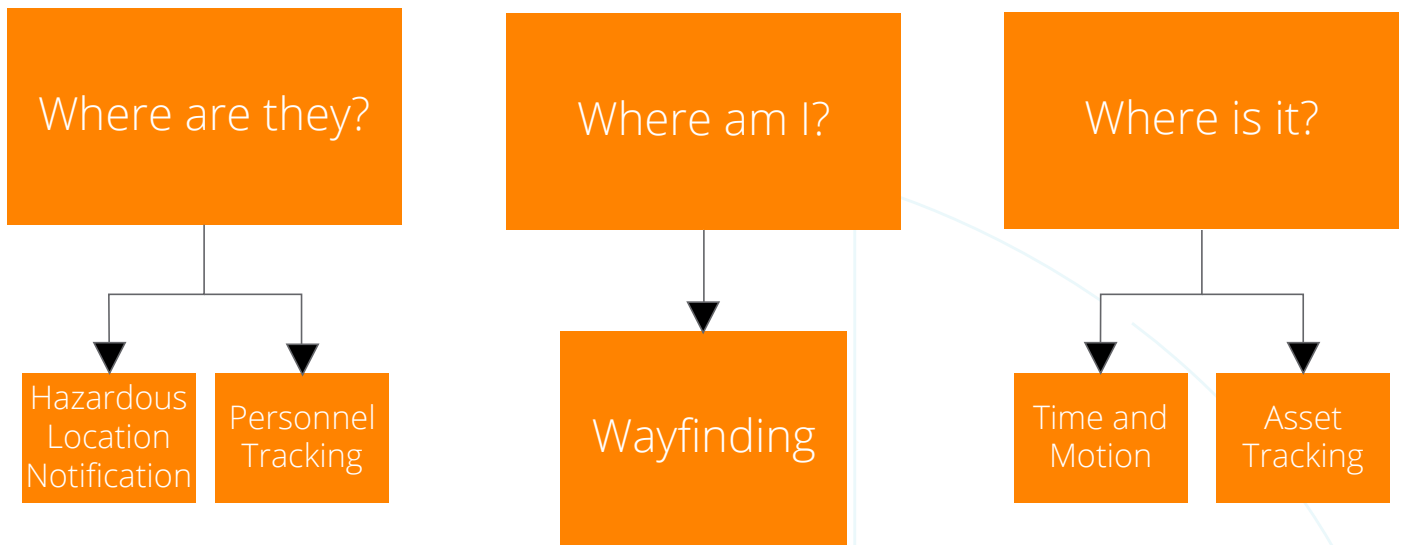 Where are they?
Where am I?
Where is it?
Hazardous
Location
Notification
Personnel
Tracking
Wayfinding
Time and
Motion
Asset
Tracking